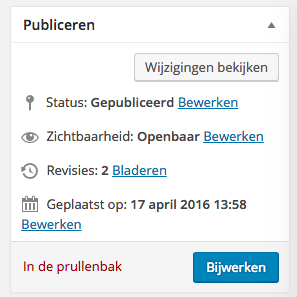 Publiceren
Wijzigingen bekijken
Status: Gepubliceerd Bewerken
Zichtbaarheid: Openbaar Bewerken
Revisies: 2 Bladeren
Geplaatst op: 17 april 2016 13:58
Bewerken
In de prullenbak Bijwerken